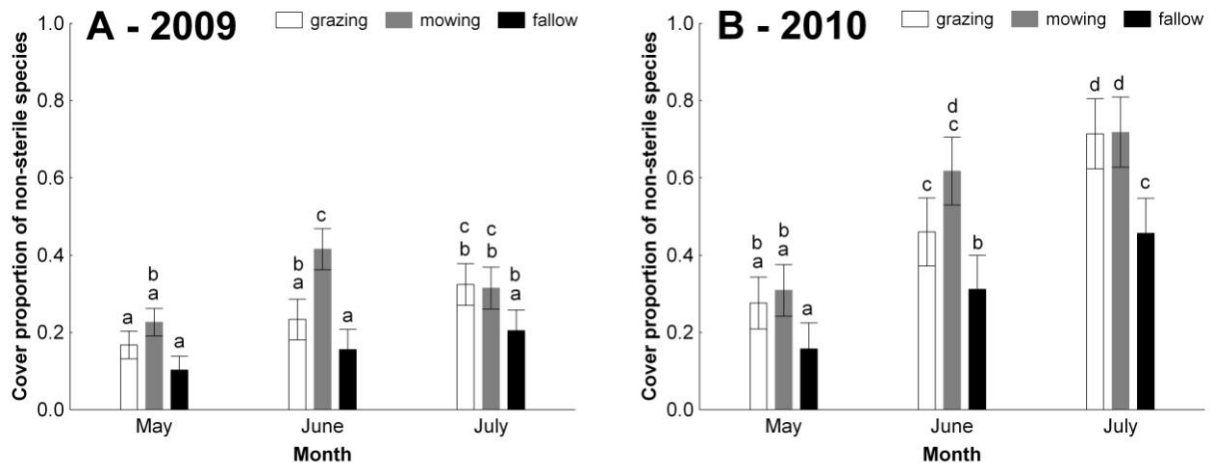 A - 2009
grazing mowing fallow
Cover proportion of non-sterile species
1.0
0.8
0.6
0.4
0.2
0.0
a
b
a
a
b
a
c
a
c
b
c
b
b
a
May June July
Month
B - 2010
grazing mowing fallow
Cover proportion of non-sterile species
1.0
0.8
0.6
0.4
0.2
0.0
b
a
b
a
a
c
d
c
b
d
d
c
May June July
Month